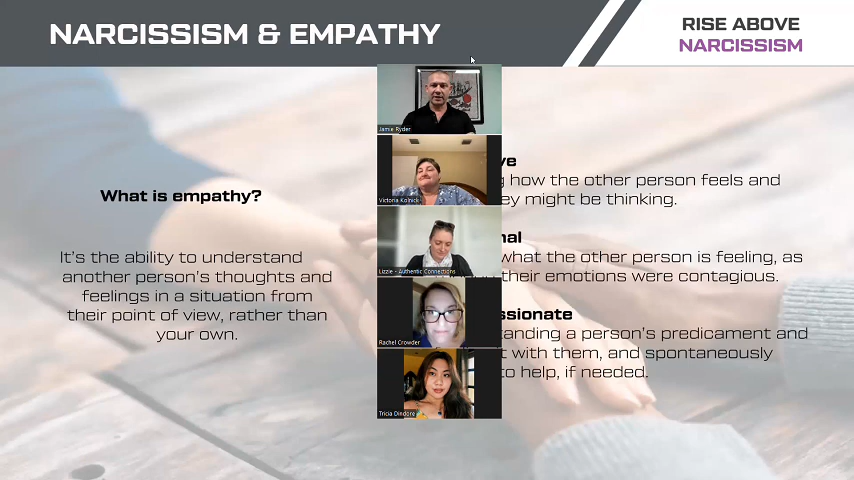 NARCISSISM & EMPATHY
RISE ABOVE
NARCISSISM
What is empathy?
It's the ability to understand
another person's thoughts and
feelings in a situation from
their point of view, rather than
your own.
Jamie Ryder
Victoria Kolnick
Lizzie - Authentic Connections
Rachel Crowder
Tricia Dindore
ve
g how the other person feels and
ey might be thinking.
nal
what the other person is feeling, as
their emotions were contagious.
ssionate
tanding a person's predicament and
t with them, and spontaneously
to help, if needed.